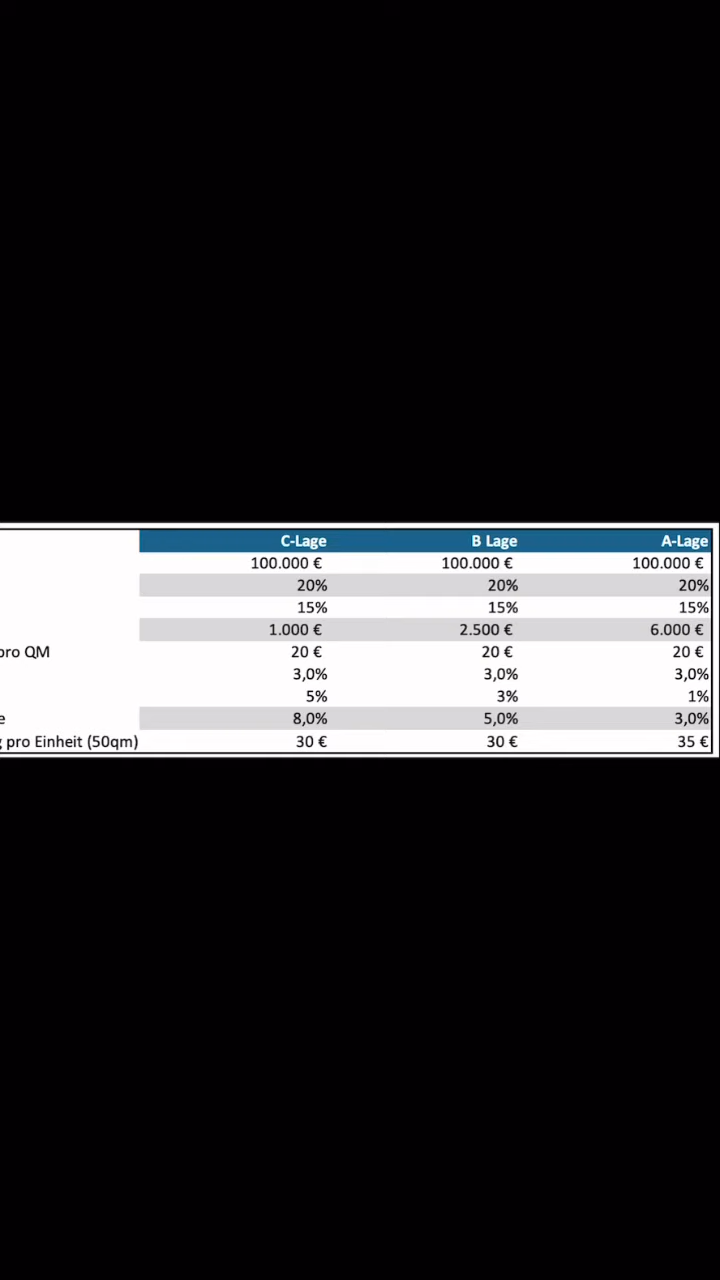 C-Lage B Lage A-Lage
100.000 € 100.000 € 100.000 €
20% 20% 20%
15% 15% 15%
1.000 € 2.500 € 6.000 €
pro QM 20 € 20 € 20 €
3,0% 3,0% 3,0%
5% 3% 1%
e 8,0% 5,0% 3,0%
g pro Einheit (50qm) 30 € 30 € 35 €